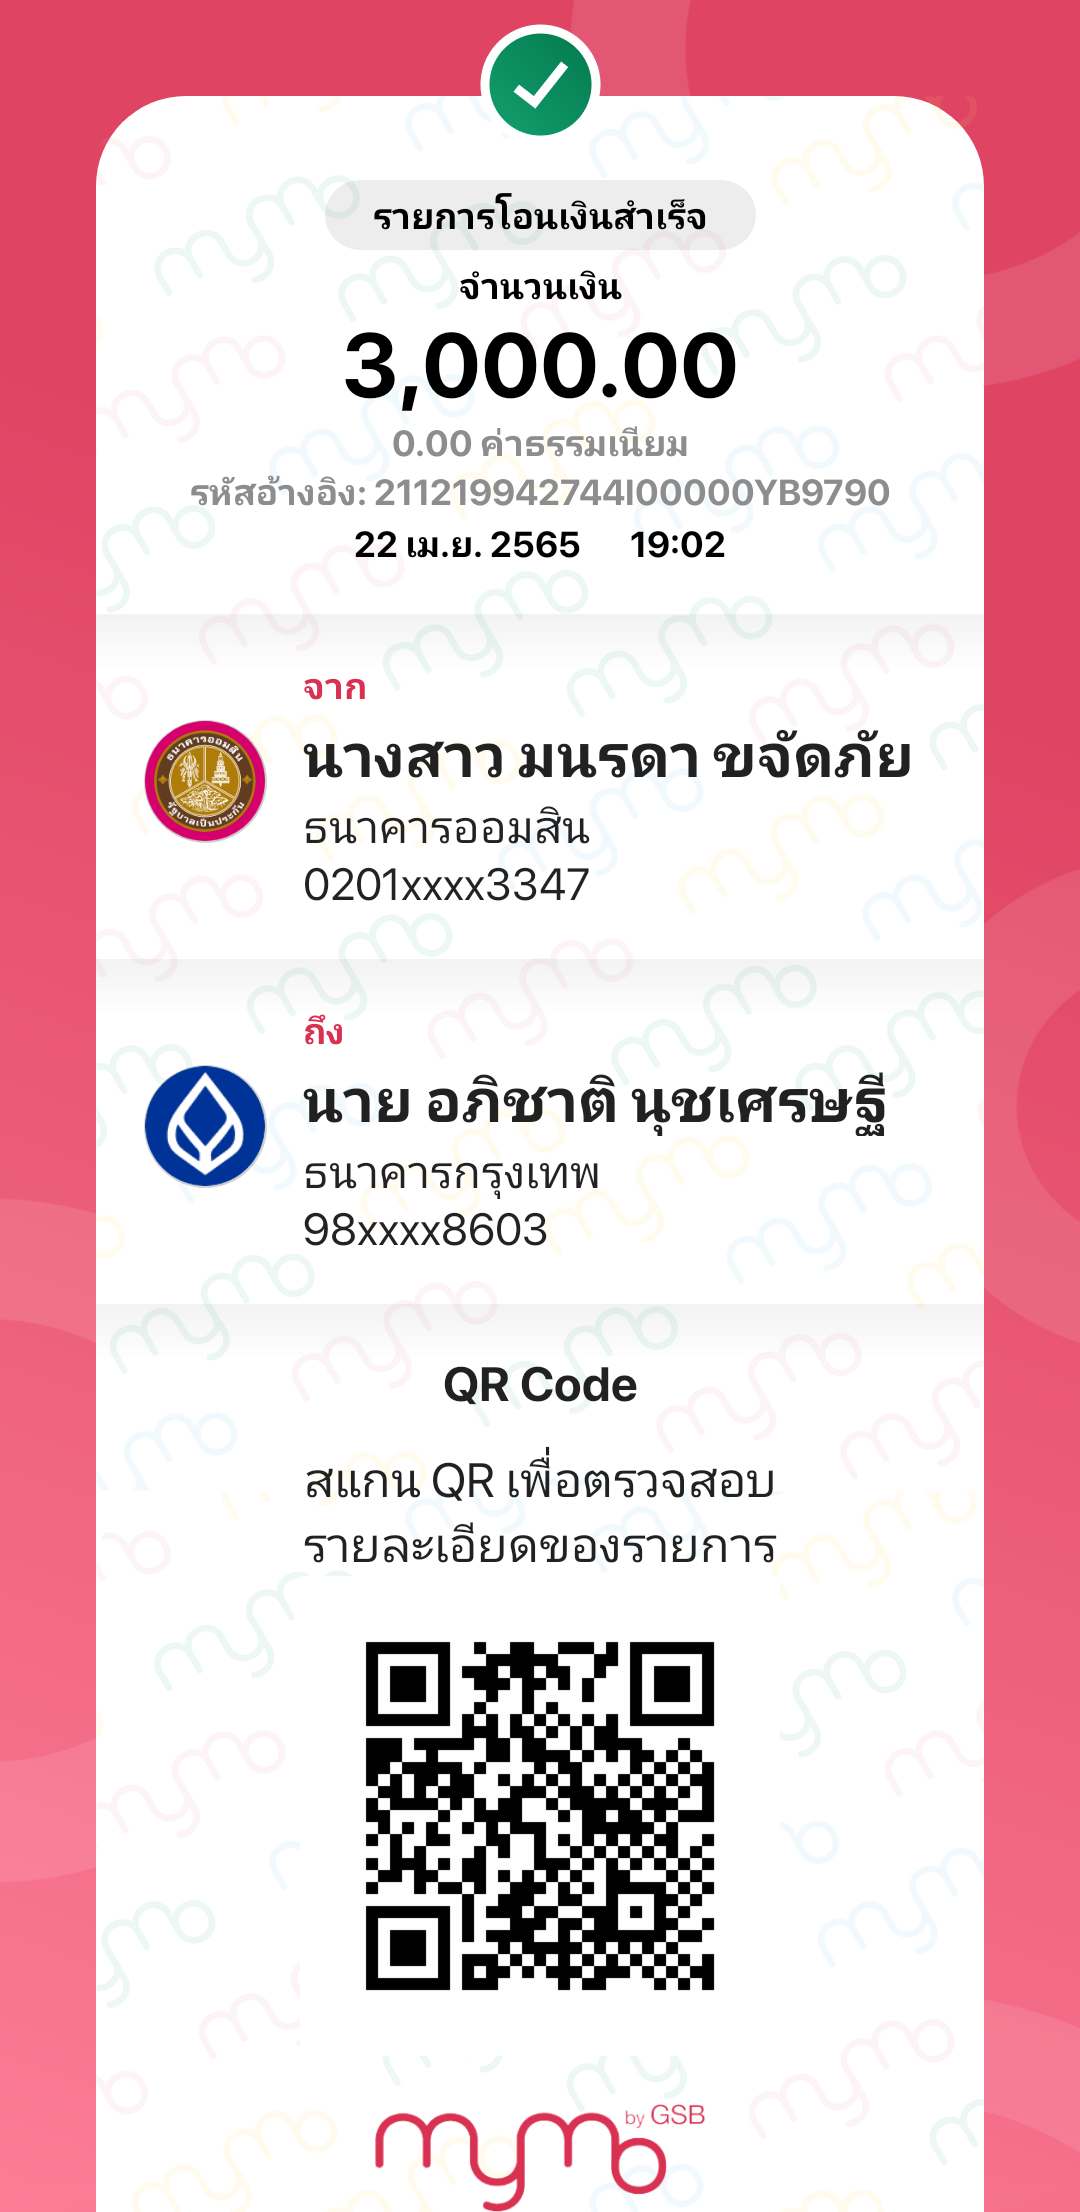 รายการโอนเงินสำเร็จ
จำนวนเงิน
3,000.00
0.00 ค่าธรรมเนียม
รหัสอ้างอิง: 211219942744I00000YB9790
22 เม.ย. 2565 19:02
จาก
นางสาว มนรดา ขจัดภัย
ธนาคารออมสิน
0201xxxx3347
ถึง
นาย อภิชาติ นุชเศรษฐี
ธนาคารกรุงเทพ
98xxxx8603
QR Code
สแกน QR เพื่อตรวจสอบ
รายละเอียดของรายการ
mymo by GSB